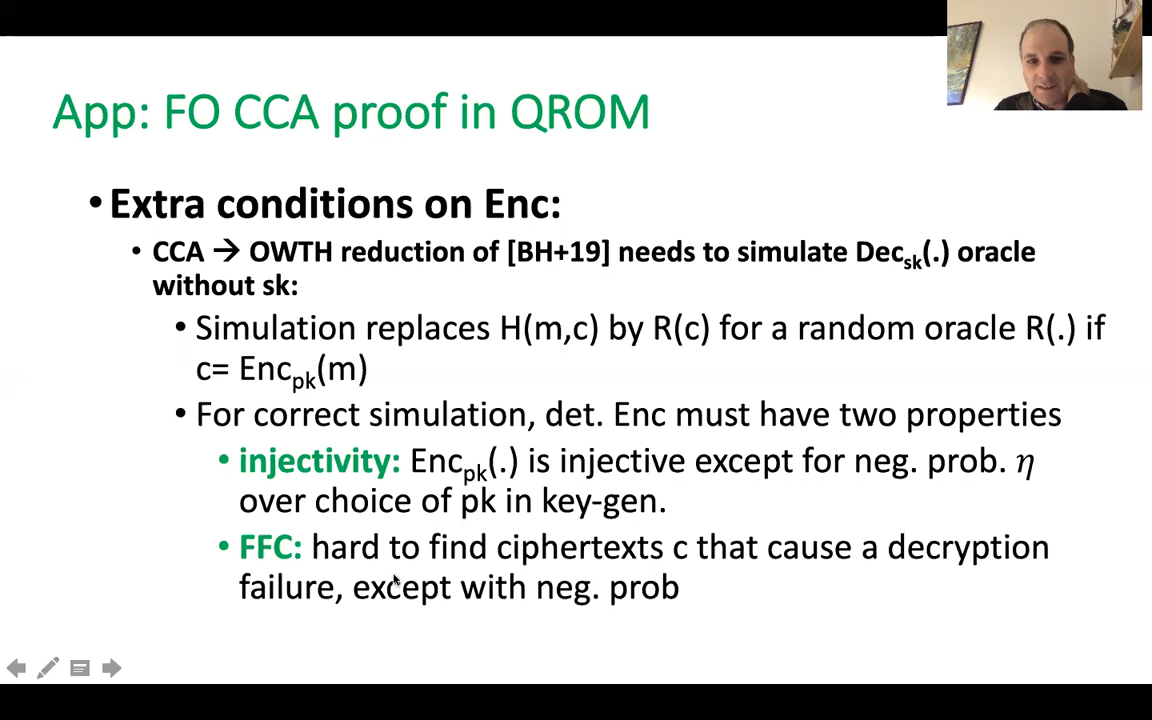 App: FO CCA proof in QROM
• Extra conditions on Enc:
• CCA → OWTH reduction of [BH+19] needs to simulate Decsk(.) oracle
without sk:
• Simulation replaces H(m,c) by R(c) for a random oracle R(.) if
c= Encpk(m)
• For correct simulation, det. Enc must have two properties
• injectivity: Encpk(.) is injective except for neg. prob. η
over choice of pk in key-gen.
• FFC: hard to find ciphertexts c that cause a decryption
failure, except with neg. prob